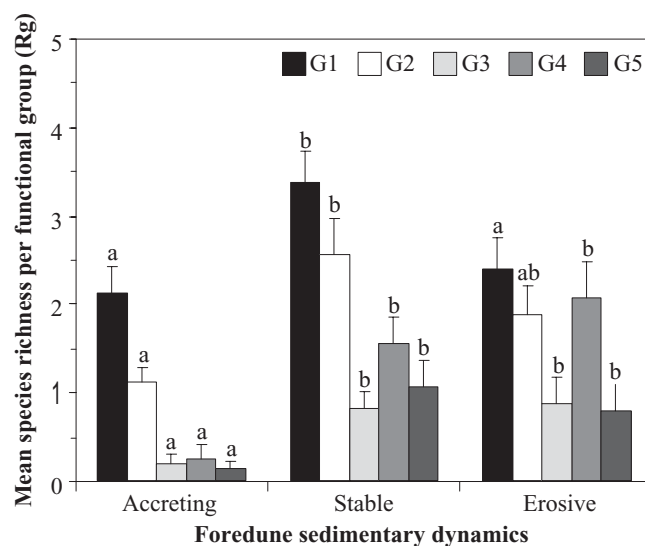 Mean species richness per functional group (Rg)
5
4
3
2
1
0
G1 G2 G3 G4 G5
a
a
a
a
a
b
b
b
b
b
a
ab
b
b
b
Accreting Stable Erosive
Foredune sedimentary dynamics